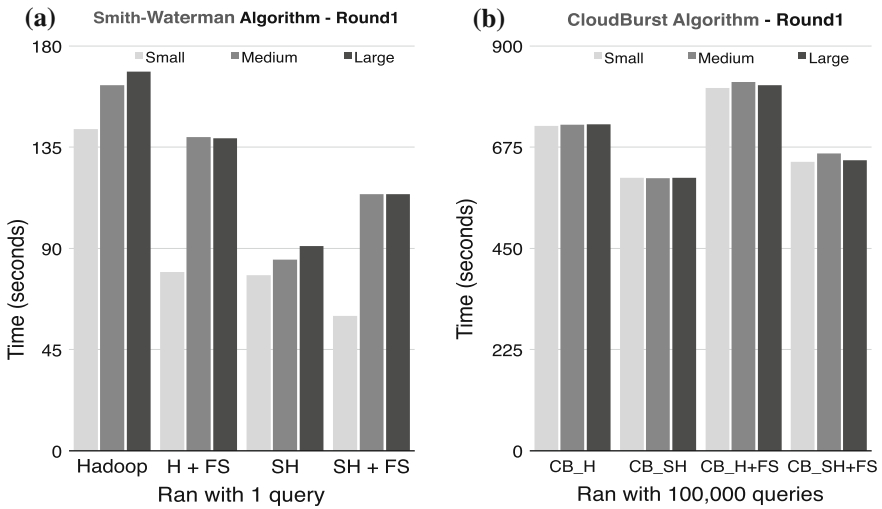 (a)
Smith-Waterman Algorithm - Round1
Small Medium Large
180
135
90
45
0
Time (seconds)
Hadoop H + FS SH SH + FS
Ran with 1 query
(b)
CloudBurst Algorithm - Round1
Small Medium Large
900
675
450
225
0
Time (seconds)
CB_H CB_SH CB_H+FS CB_SH+FS
Ran with 100,000 queries